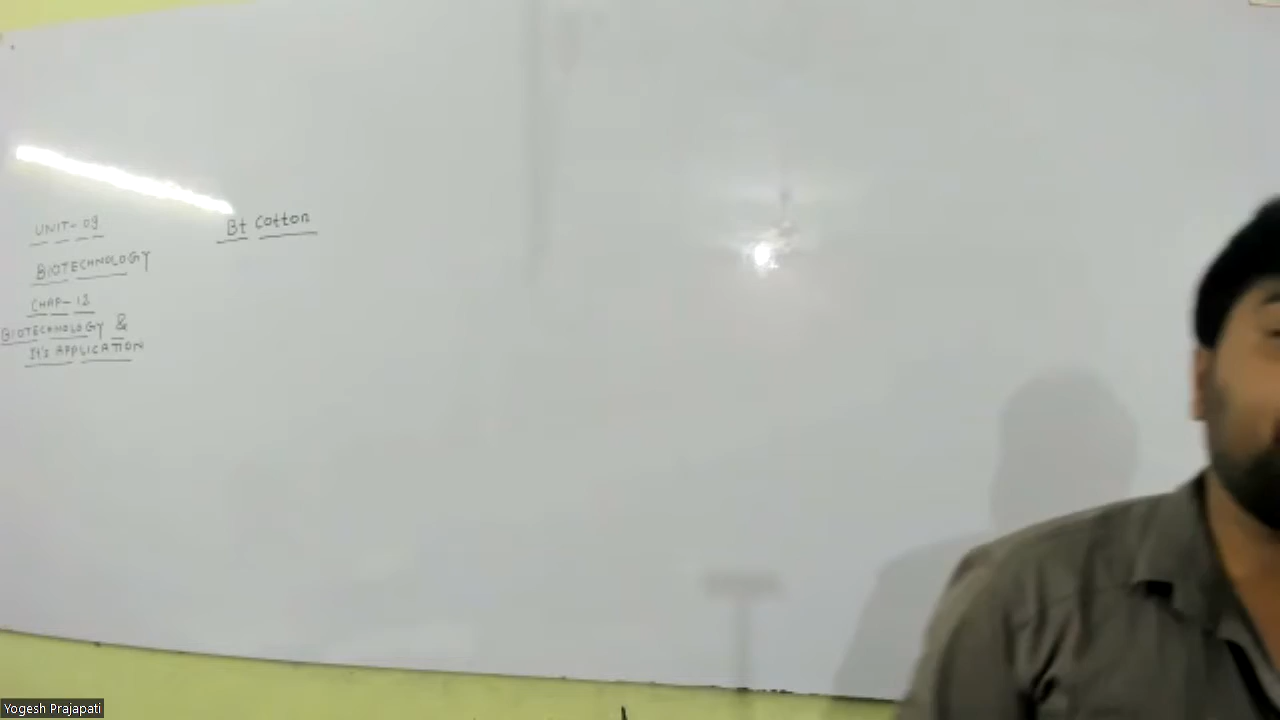 UNIT-09
BIOTECHNOLOGY
CHAP-12
BIOTECHNOLOGY &
It's APPLICATION
Bt Cotton
Yogesh Prajapati